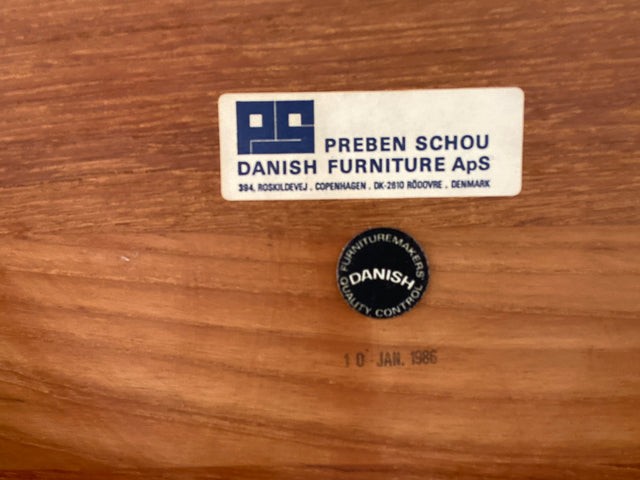 PS
PREBEN SCHOU
DANISH FURNITURE ApS
394, ROSKILDEVEJ . COPENHAGEN . DK-2610 RÖDOVRE . DENMARK
FURNITUREMAKERS'
DANISH
QUALITY CONTROL
10 JAN. 1986